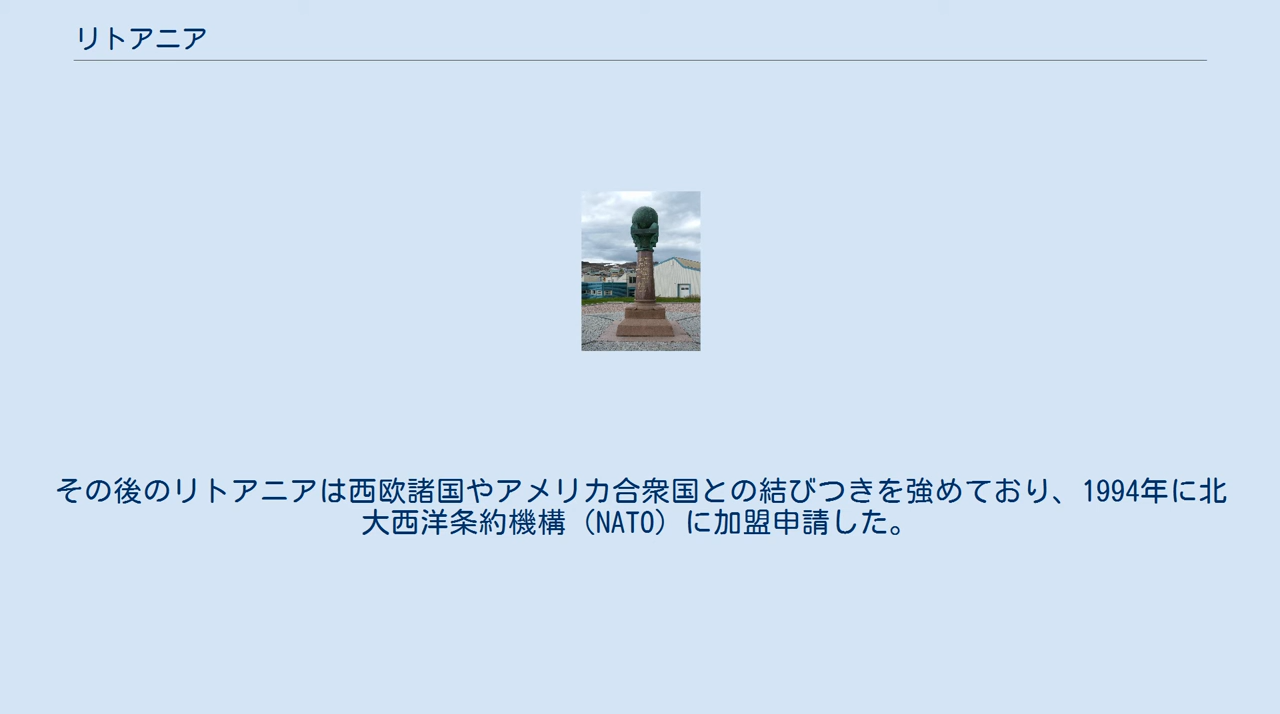 リトアニア
その後のリトアニアは西欧諸国やアメリカ合衆国との結びつきを強めており、1994年に北
大西洋条約機構（NATO）に加盟申請した。